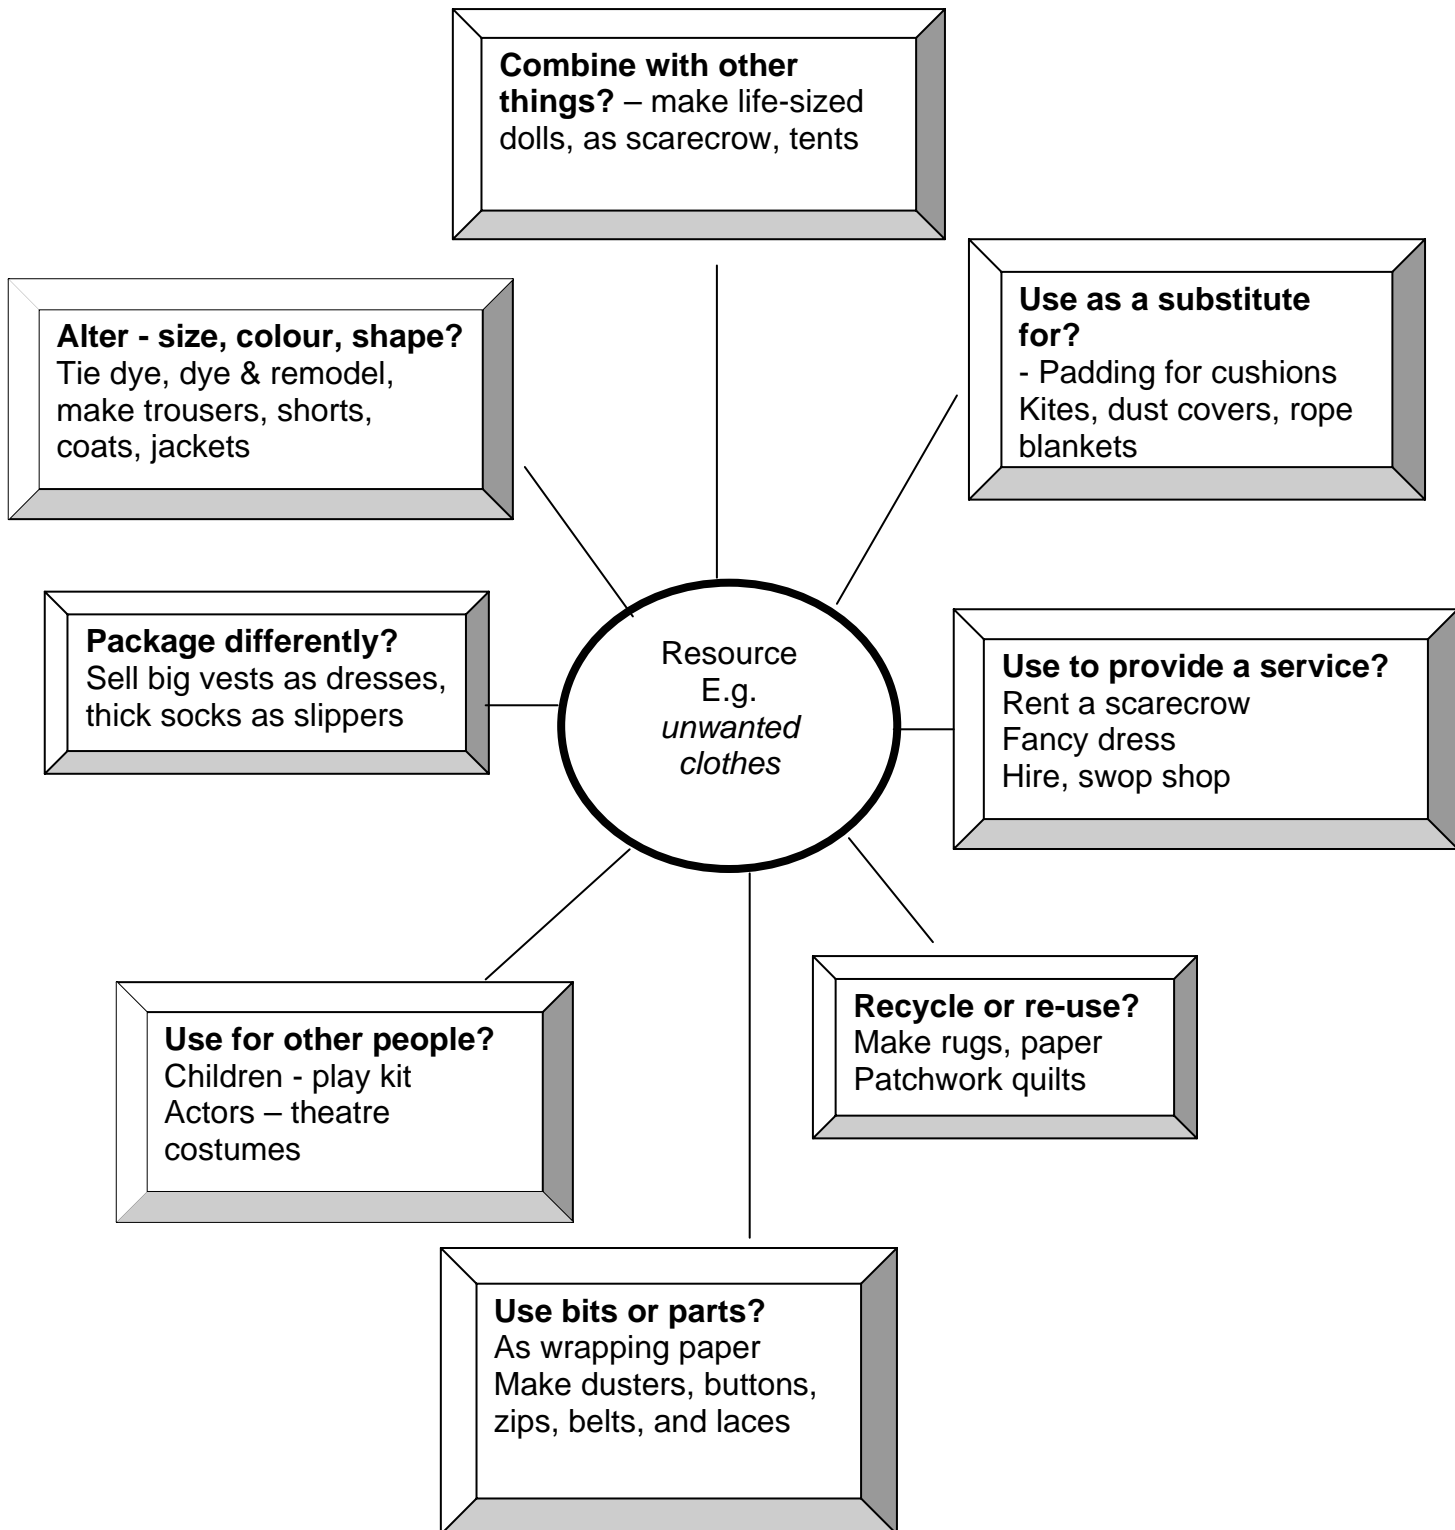 Combine with other
things? – make life-sized
dolls, as scarecrow, tents
Use as a substitute
for?
- Padding for cushions
Kites, dust covers, rope
blankets
Alter - size, colour, shape?
Tie dye, dye & remodel,
make trousers, shorts,
coats, jackets
Package differently?
Sell big vests as dresses,
thick socks as slippers
Resource
E.g.
unwanted
clothes
Use to provide a service?
Rent a scarecrow
Fancy dress
Hire, swop shop
Use for other people?
Children - play kit
Actors – theatre
costumes
Recycle or re-use?
Make rugs, paper
Patchwork quilts
Use bits or parts?
As wrapping paper
Make dusters, buttons,
zips, belts, and laces